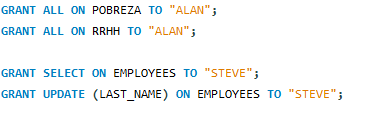 GRANT ALL ON POBREZA TO "ALAN";
GRANT ALL ON RRHH TO "ALAN";
GRANT SELECT ON EMPLOYEES TO "STEVE";
GRANT UPDATE (LAST_NAME) ON EMPLOYEES TO "STEVE";